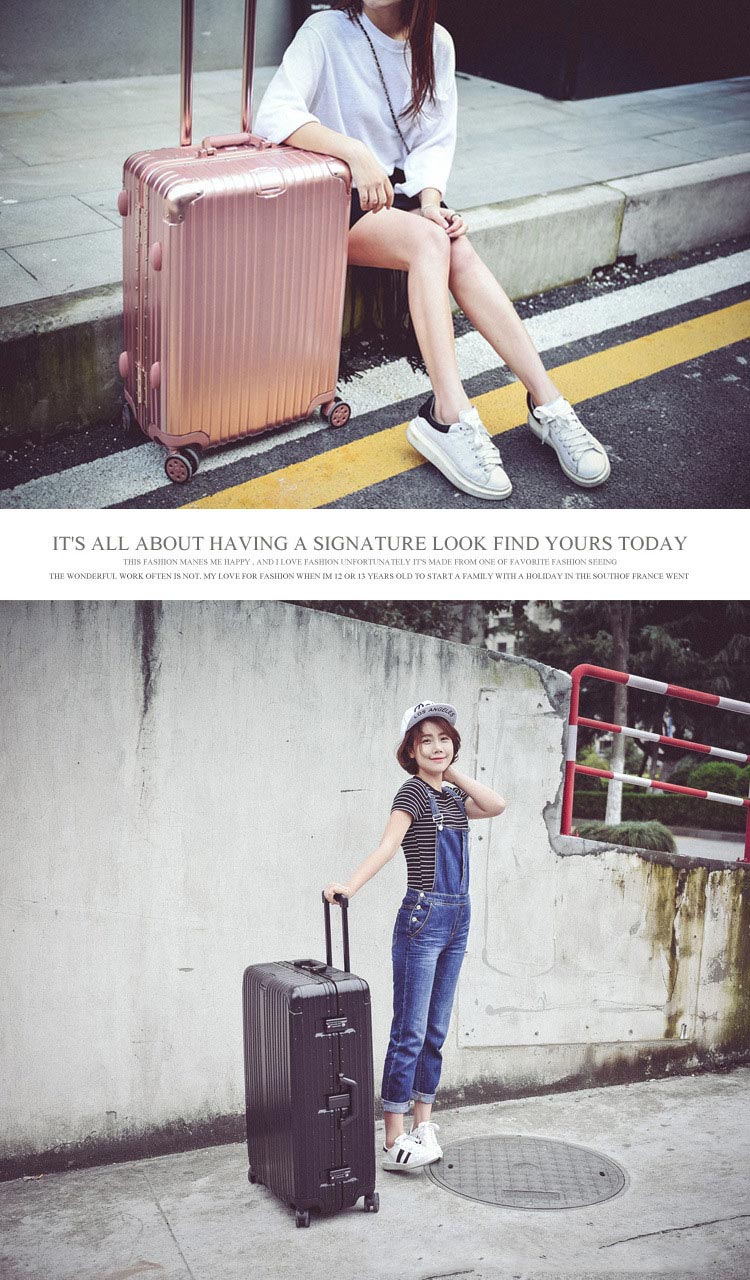 IT'S ALL ABOUT HAVING A SIGNATURE LOOK FIND YOURS TODAY
THIS FASHION MANES ME HAPPY , AND I LOVE FASHION UNFORTUNATELY IT'S MADE FROM ONE OF FAVORITE FASHION SEEING
THE WONDERFUL WORK OFTEN IS NOT. MY LOVE FOR FASHION WHEN IM 12 OR 13 YEARS OLD TO START A FAMILY WITH A HOLIDAY IN THE SOUTHOF FRANCE WENT
LOS ANGELES